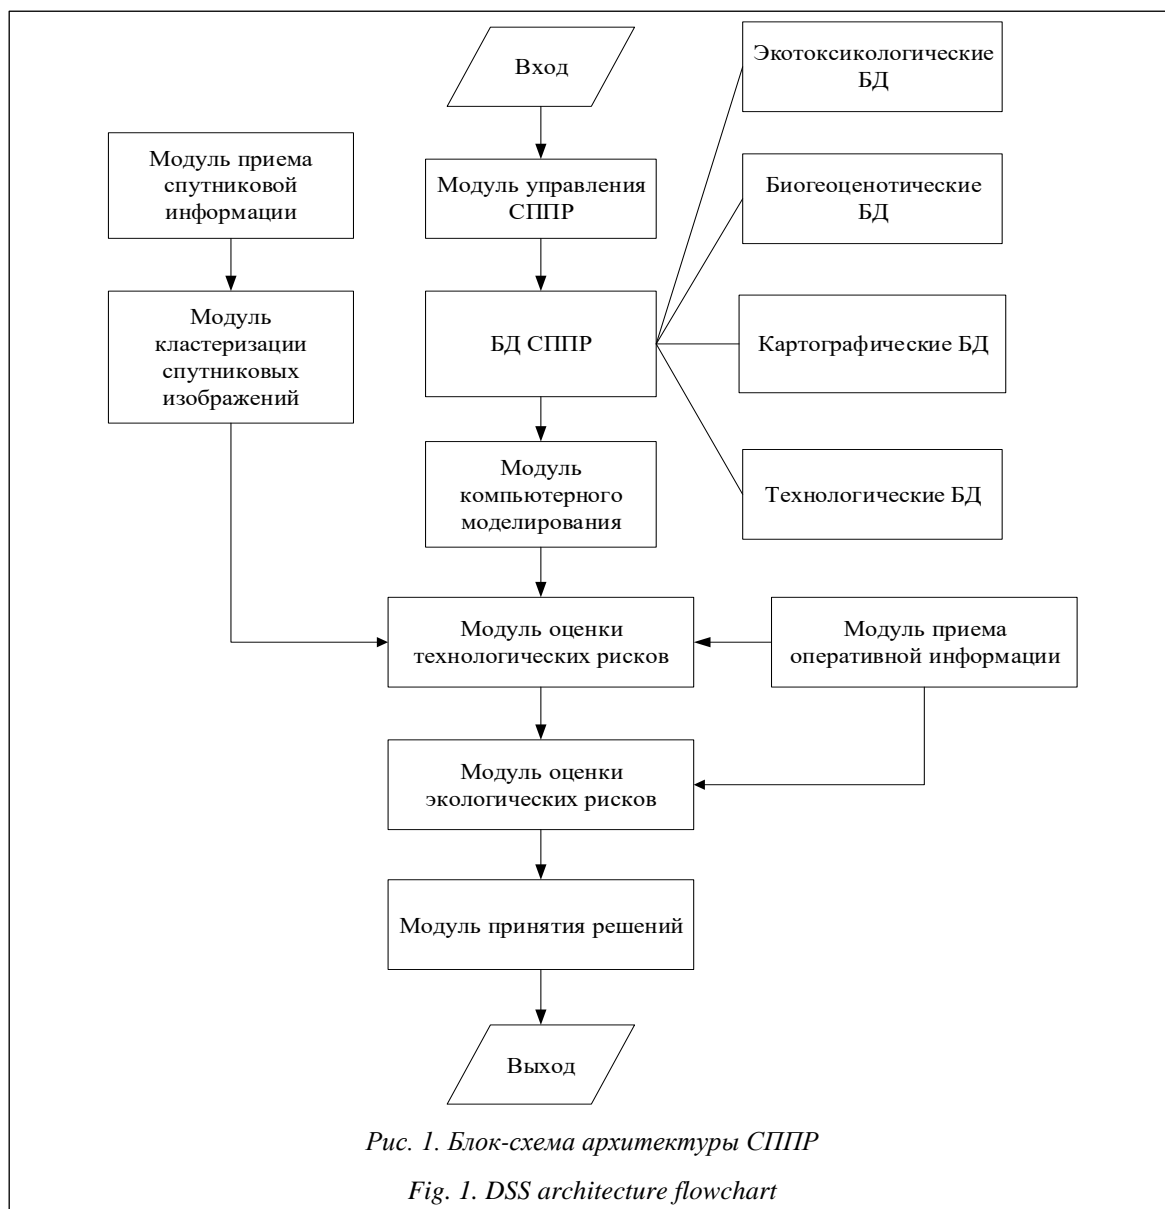 Вход
Экотоксикологические
БД
Модуль приема
спутниковой
информации
Модуль управления
СППР
Биогеоценотические
БД
Модуль
кластеризации
спутниковых
изображений
БД СППР
Картографические БД
Модуль
компьютерного
моделирования
Технологические БД
Модуль оценки
технологических рисков
Модуль приема
оперативной информации
Модуль оценки
экологических рисков
Модуль принятия решений
Выход
Рис. 1. Блок-схема архитектуры СППР
Fig. 1. DSS architecture flowchart